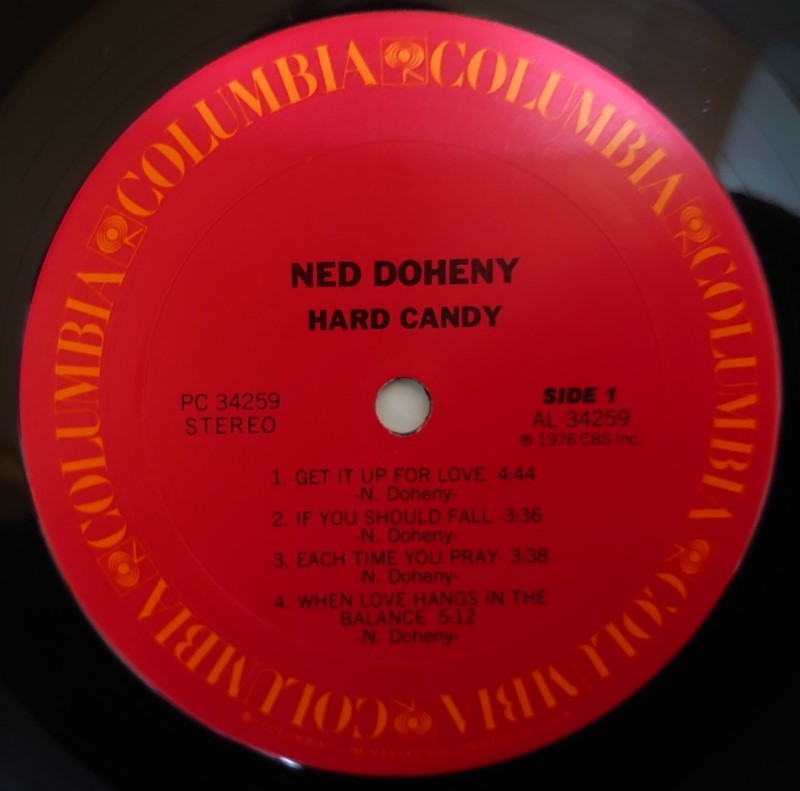 COLUMBIA COLUMBIA COLUMBIA COLUMBIA COLUMBIA COLUMBIA COLUMBIA
NED DOHENY
HARD CANDY
PC 34259
STEREO
SIDE 1
AL 34259
℗ 1976 CBS Inc.
1. GET IT UP FOR LOVE 4:44
-N. Doheny-
2. IF YOU SHOULD FALL 3:36
-N. Doheny-
3. EACH TIME YOU PRAY 3:38
-N. Doheny-
4. WHEN LOVE HANGS IN THE
BALANCE 5:12
-N. Doheny-